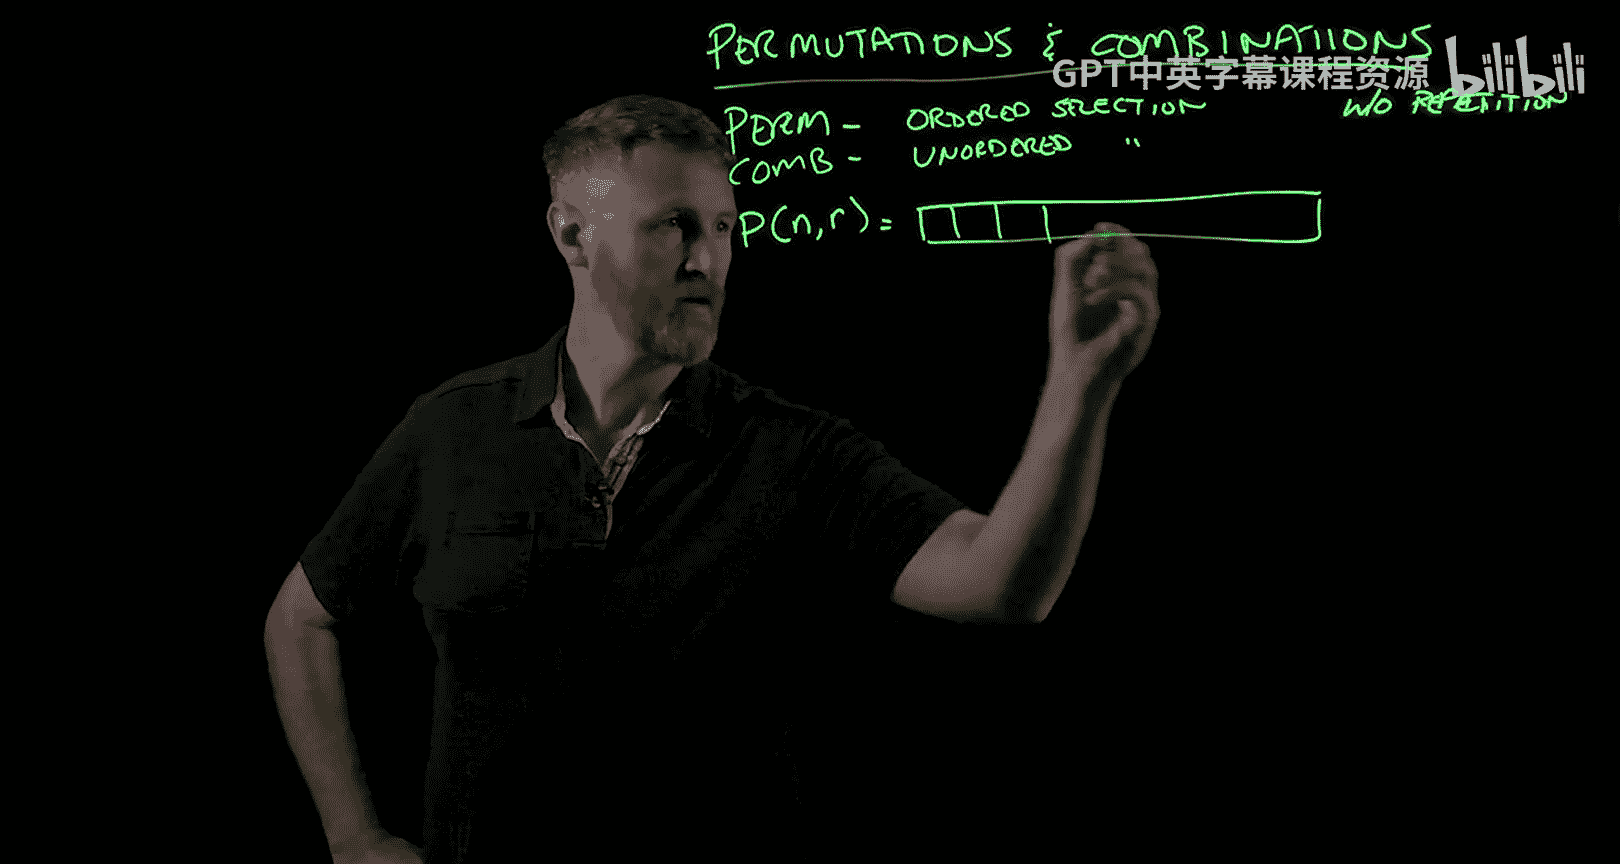 PERMUTATIONS & COMBINATIONS
GPT中英字幕课程资源 bilibili
PERM - ORDERED SELECTION W/O REPETITION
COMB - UNORDERED "
P(n,r) =